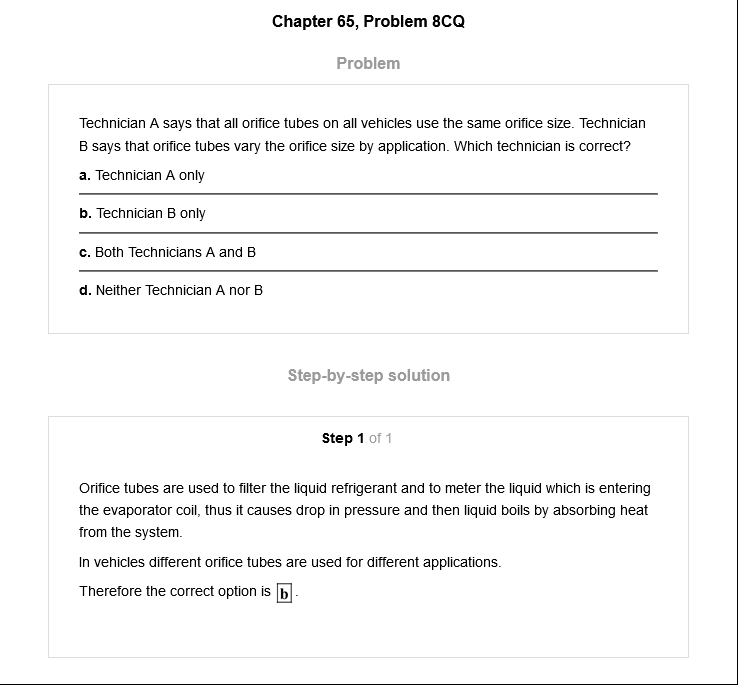 Chapter 65, Problem 8CQ
Problem
Technician A says that all orifice tubes on all vehicles use the same orifice size. Technician
B says that orifice tubes vary the orifice size by application. Which technician is correct?
a. Technician A only
b. Technician B only
c. Both Technicians A and B
d. Neither Technician A nor B
Step-by-step solution
Step 1 of 1
Orifice tubes are used to filter the liquid refrigerant and to meter the liquid which is entering
the evaporator coil, thus it causes drop in pressure and then liquid boils by absorbing heat
from the system.
In vehicles different orifice tubes are used for different applications.
Therefore the correct option is b.